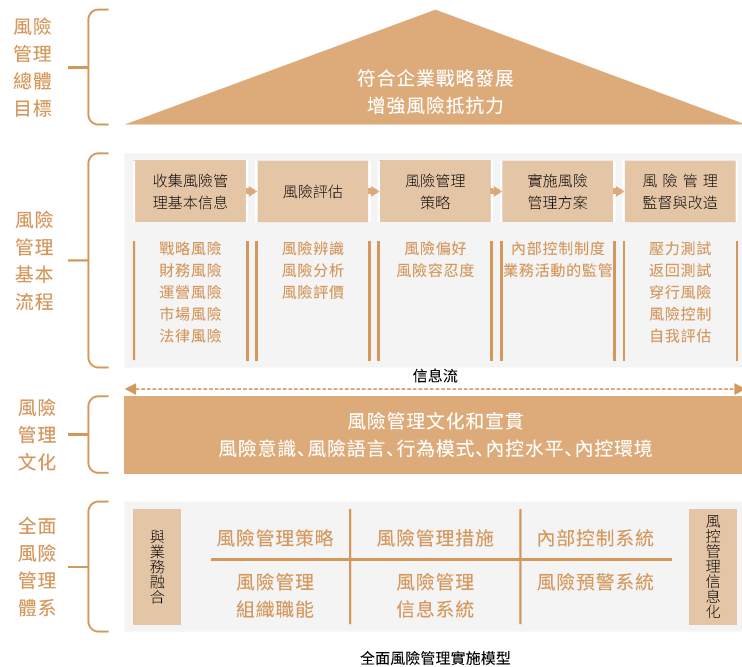 風險
管理
總體
目標
符合企業戰略發展
增強風險抵抗力
風險
管理
基本
流程
收集風險管
理基本信息
風險評估
風險管理
策略
實施風險
管理方案
風險管理
監督與改造
戰略風險
財務風險
運營風險
市場風險
法律風險
風險辨識
風險分析
風險評價
風險偏好
風險容忍度
內部控制制度
業務活動的監管
壓力測試
返回測試
穿行風險
風險控制
自我評估
信息流
風險
管理
文化
風險管理文化和宣貫
風險意識、風險語言、行為模式、內控水平、內控環境
全面
風險
管理
體系
與業務融合
風險管理策略
風險管理措施
內部控制系統
風險管理
組織職能
風險管理
信息系統
風險預警系統
風控管理信息化
全面風險管理實施模型